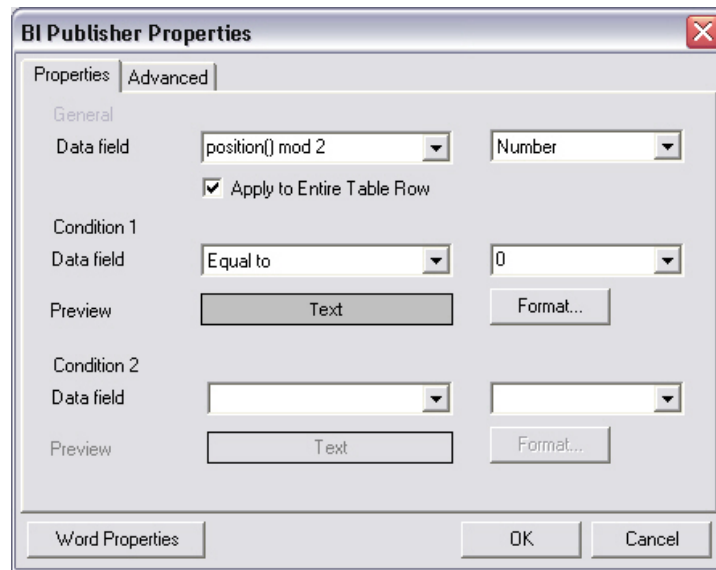 BI Publisher Properties
Properties Advanced
General
Data field position() mod 2 Number
Apply to Entire Table Row
Condition 1
Data field Equal to 0
Preview Text Format...
Condition 2
Data field
Preview Text Format...
Word Properties OK Cancel